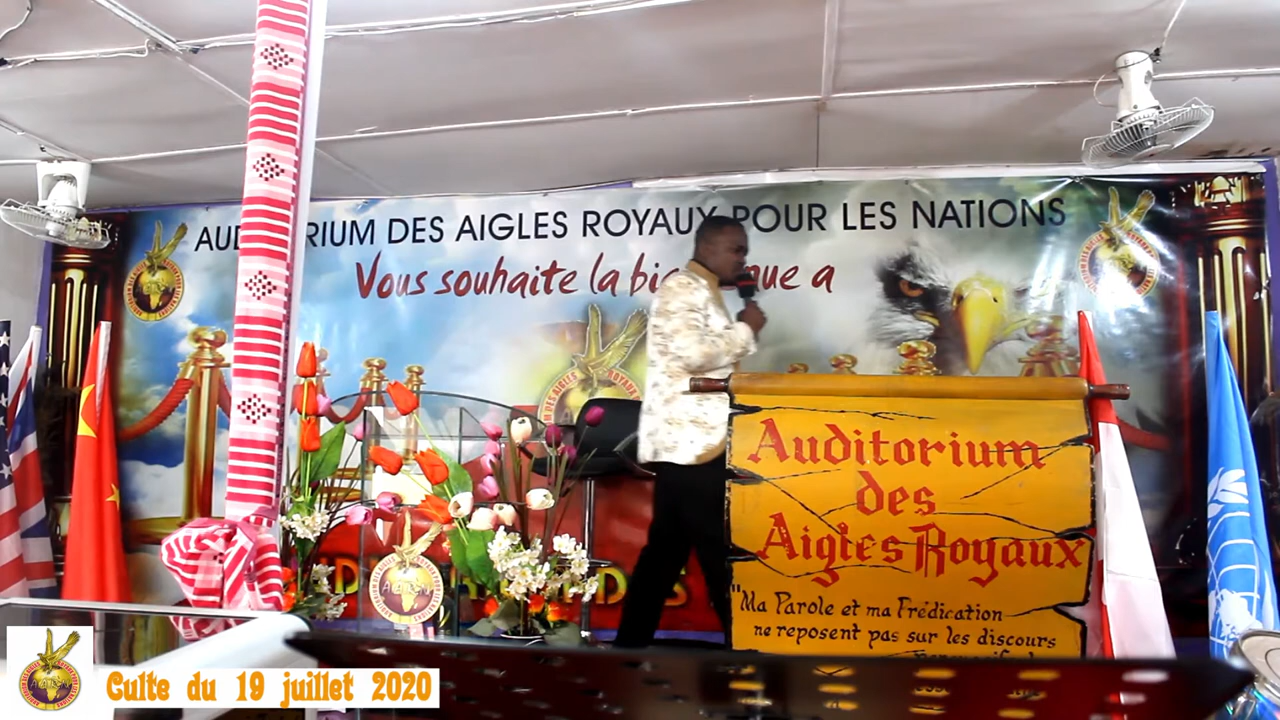 AUDITORIUM DES AIGLES ROYAUX POUR LES NATIONS
Vous souhaite la bienvenue a
Auditorium
des
Aigles Royaux
"Ma Parole et ma Prédication
ne reposent pas sur les discours
Culte du 19 juillet 2020